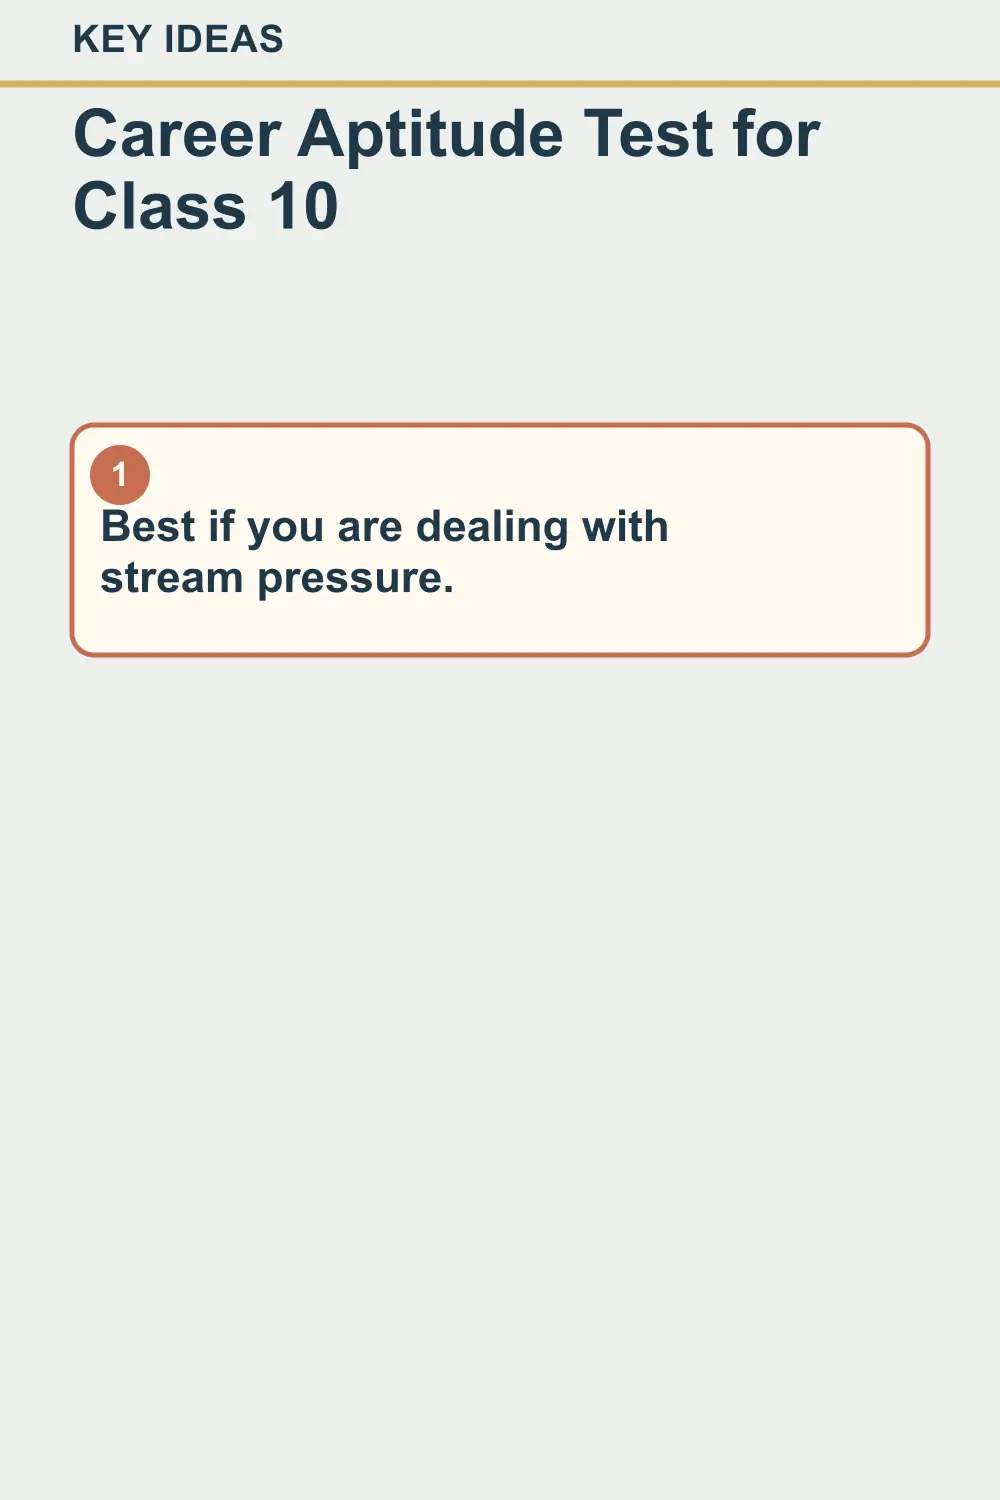 KEY IDEAS
Career Aptitude Test for
Class 10
1
Best if you are dealing with
stream pressure.